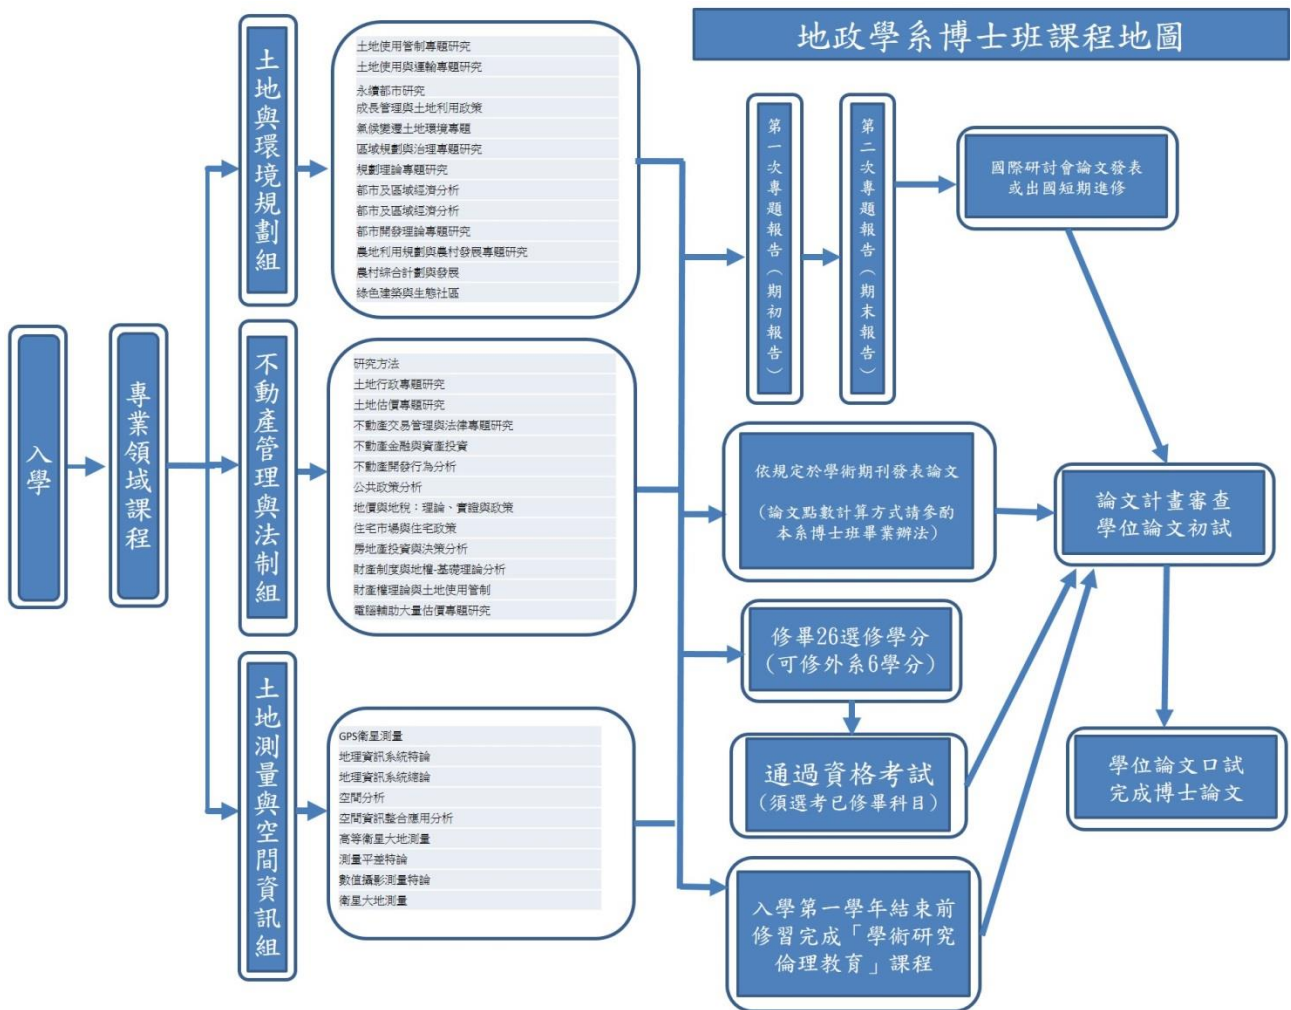 地政學系博士班課程地圖
入學
專業領域課程
土地與環境規劃組
土地使用管制專題研究
土地使用與運輸專題研究
永續都市研究
成長管理與土地利用政策
氣候變遷土地環境專題
區域規劃與治理專題研究
規劃理論專題研究
都市及區域經濟分析
都市及區域經濟分析
都市開發理論專題研究
農地利用規劃與農村發展專題研究
農村綜合計劃與發展
綠色建築與生態社區
不動產管理與法制組
研究方法
土地行政專題研究
土地估價專題研究
不動產交易管理與法律專題研究
不動產金融與資產投資
不動產開發行為分析
公共政策分析
地價與地稅：理論、實證與政策
住宅市場與住宅政策
房地產投資與決策分析
財產制度與地權-基礎理論分析
財產權理論與土地使用管制
電腦輔助大量估價專題研究
土地測量與空間資訊組
GPS衛星測量
地理資訊系統特論
地理資訊系統總論
空間分析
空間資訊整合應用分析
高等衛星大地測量
測量平差特論
數值攝影測量特論
衛星大地測量
第一次專題報告（期初報告）
第二次專題報告（期末報告）
國際研討會論文發表
或出國短期進修
依規定於學術期刊發表論文
（論文點數計算方式請參酌
本系博士班畢業辦法）
修畢26選修學分
（可修外系6學分）
通過資格考試
（須選考已修畢科目）
入學第一學年結束前
修習完成「學術研究
倫理教育」課程
論文計畫審查
學位論文初試
學位論文口試
完成博士論文